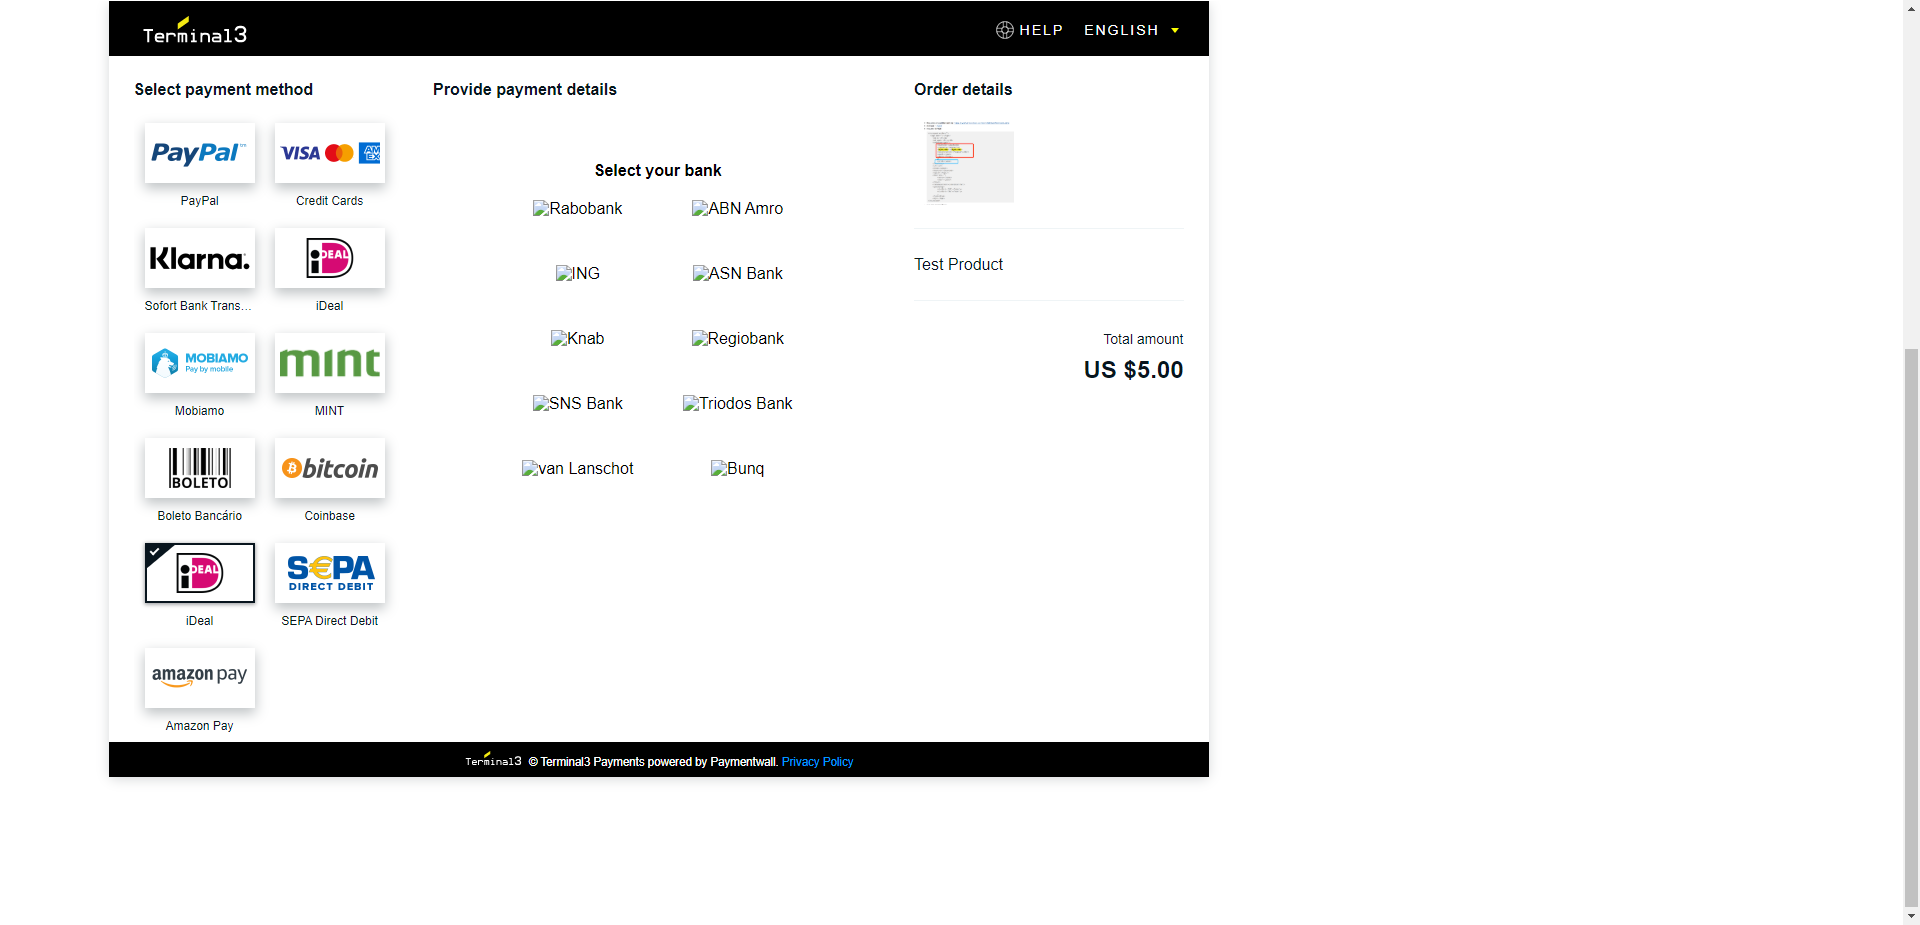 Terminal3
HELP ENGLISH
Select payment method
PayPal™
PayPal
VISA AM EX
Credit Cards
Klarna.
Sofort Bank Trans...
iDEAL
iDeal
MOBIAMO
Pay by mobile
Mobiamo
mint
MINT
BOLETO
Boleto Bancário
bitcoin
Coinbase
iDEAL
iDeal
S€PA
DIRECT DEBIT
SEPA Direct Debit
amazon pay
Amazon Pay
Provide payment details
Select your bank
Rabobank ABN Amro
ING ASN Bank
Knab Regiobank
SNS Bank Triodos Bank
van Lanschot Bunq
Order details
Test Product
Total amount
US $5.00
Terminal3 © Terminal3 Payments powered by Paymentwall. Privacy Policy